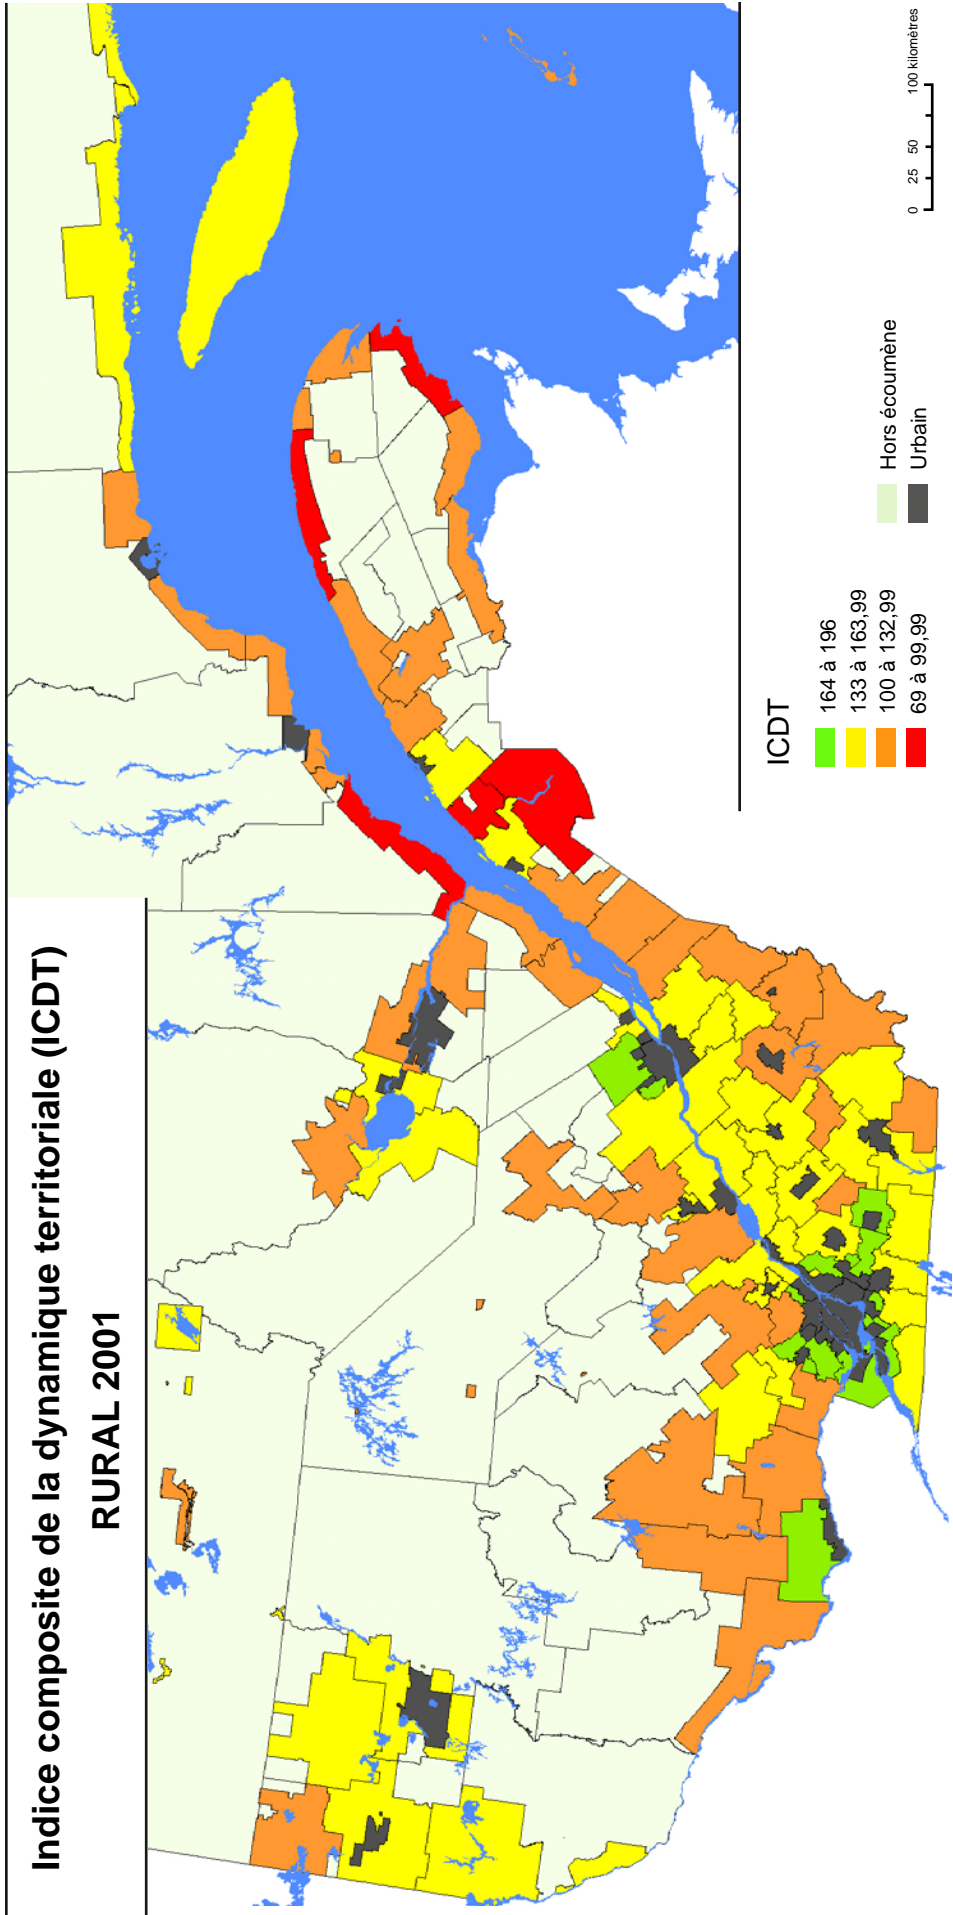 Indice composite de la dynamique territoriale (ICDT)
RURAL 2001
ICDT
164 à 196
133 à 163,99
100 à 132,99
69 à 99,99
Hors écoumène
Urbain
0 25 50 100 kilomètres